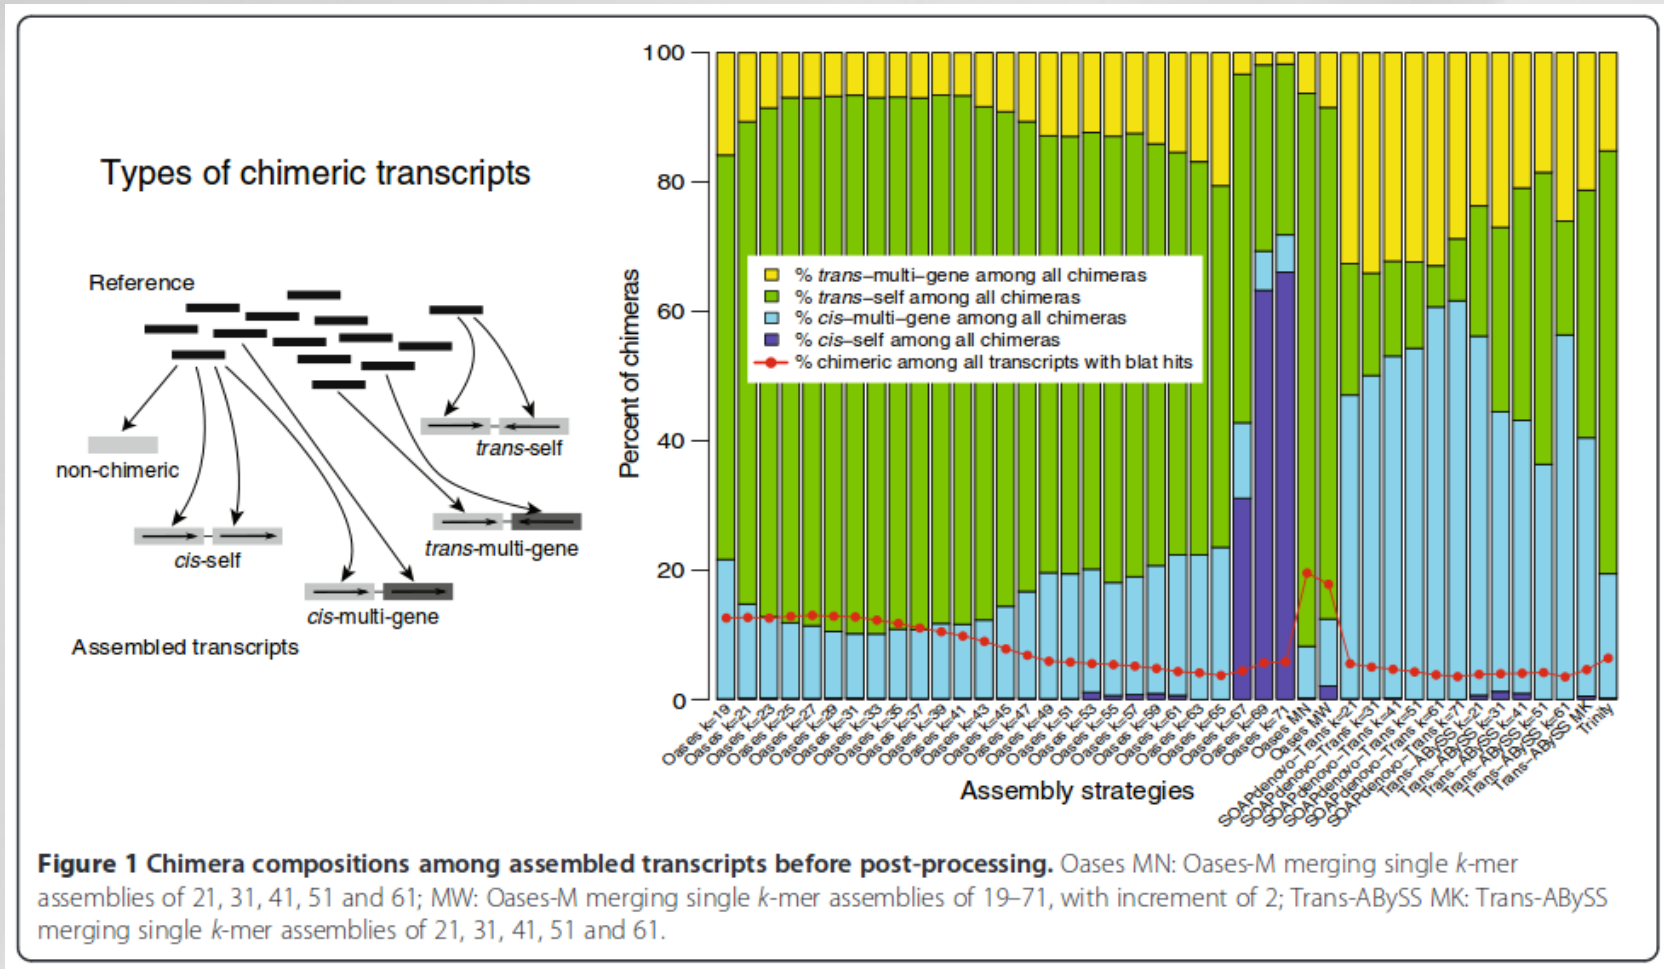 Types of chimeric transcripts
Reference
non-chimeric
cis-self
cis-multi-gene
trans-multi-gene
trans-self
Assembled transcripts
Percent of chimeras
100
80
60
40
20
0
% trans–multi–gene among all chimeras
% trans–self among all chimeras
% cis–multi–gene among all chimeras
% cis–self among all chimeras
% chimeric among all transcripts with blat hits
Oases k=19
Oases k=21
Oases k=23
Oases k=25
Oases k=27
Oases k=29
Oases k=31
Oases k=33
Oases k=35
Oases k=37
Oases k=39
Oases k=41
Oases k=43
Oases k=45
Oases k=47
Oases k=49
Oases k=51
Oases k=53
Oases k=55
Oases k=57
Oases k=59
Oases k=61
Oases k=63
Oases k=65
Oases k=67
Oases k=69
Oases k=71
Oases MN
Oases MW
SOAPdenovo–Trans k=21
SOAPdenovo–Trans k=31
SOAPdenovo–Trans k=41
SOAPdenovo–Trans k=51
SOAPdenovo–Trans k=61
SOAPdenovo–Trans k=71
Trans–ABySS k=21
Trans–ABySS k=31
Trans–ABySS k=41
Trans–ABySS k=51
Trans–ABySS k=61
Trans–ABySS MK
Trinity
Assembly strategies
Figure 1 Chimera compositions among assembled transcripts before post-processing. Oases MN: Oases-M merging single k-mer
assemblies of 21, 31, 41, 51 and 61; MW: Oases-M merging single k-mer assemblies of 19–71, with increment of 2; Trans-ABySS MK: Trans-ABySS
merging single k-mer assemblies of 21, 31, 41, 51 and 61.